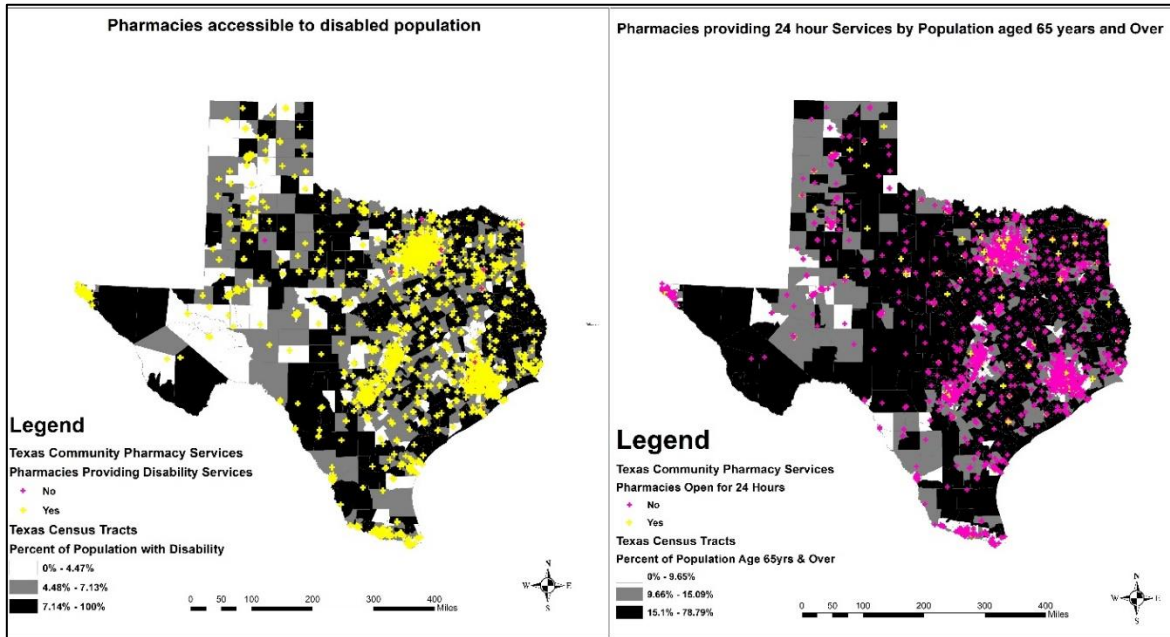 Pharmacies accessible to disabled population
Legend
Texas Community Pharmacy Services
Pharmacies Providing Disability Services
No
Yes
Texas Census Tracts
Percent of Population with Disability
0% - 4.47%
4.48% - 7.13%
7.14% - 100%
0 50 100 200 300 400
Miles
N
W E
S
Pharmacies providing 24 hour Services by Population aged 65 years and Over
Legend
Texas Community Pharmacy Services
Pharmacies Open for 24 Hours
No
Yes
Texas Census Tracts
Percent of Population Age 65yrs & Over
0% - 9.65%
9.66% - 15.09%
15.1% - 78.79%
0 50 100 200 300 400
Miles
N
W E
S